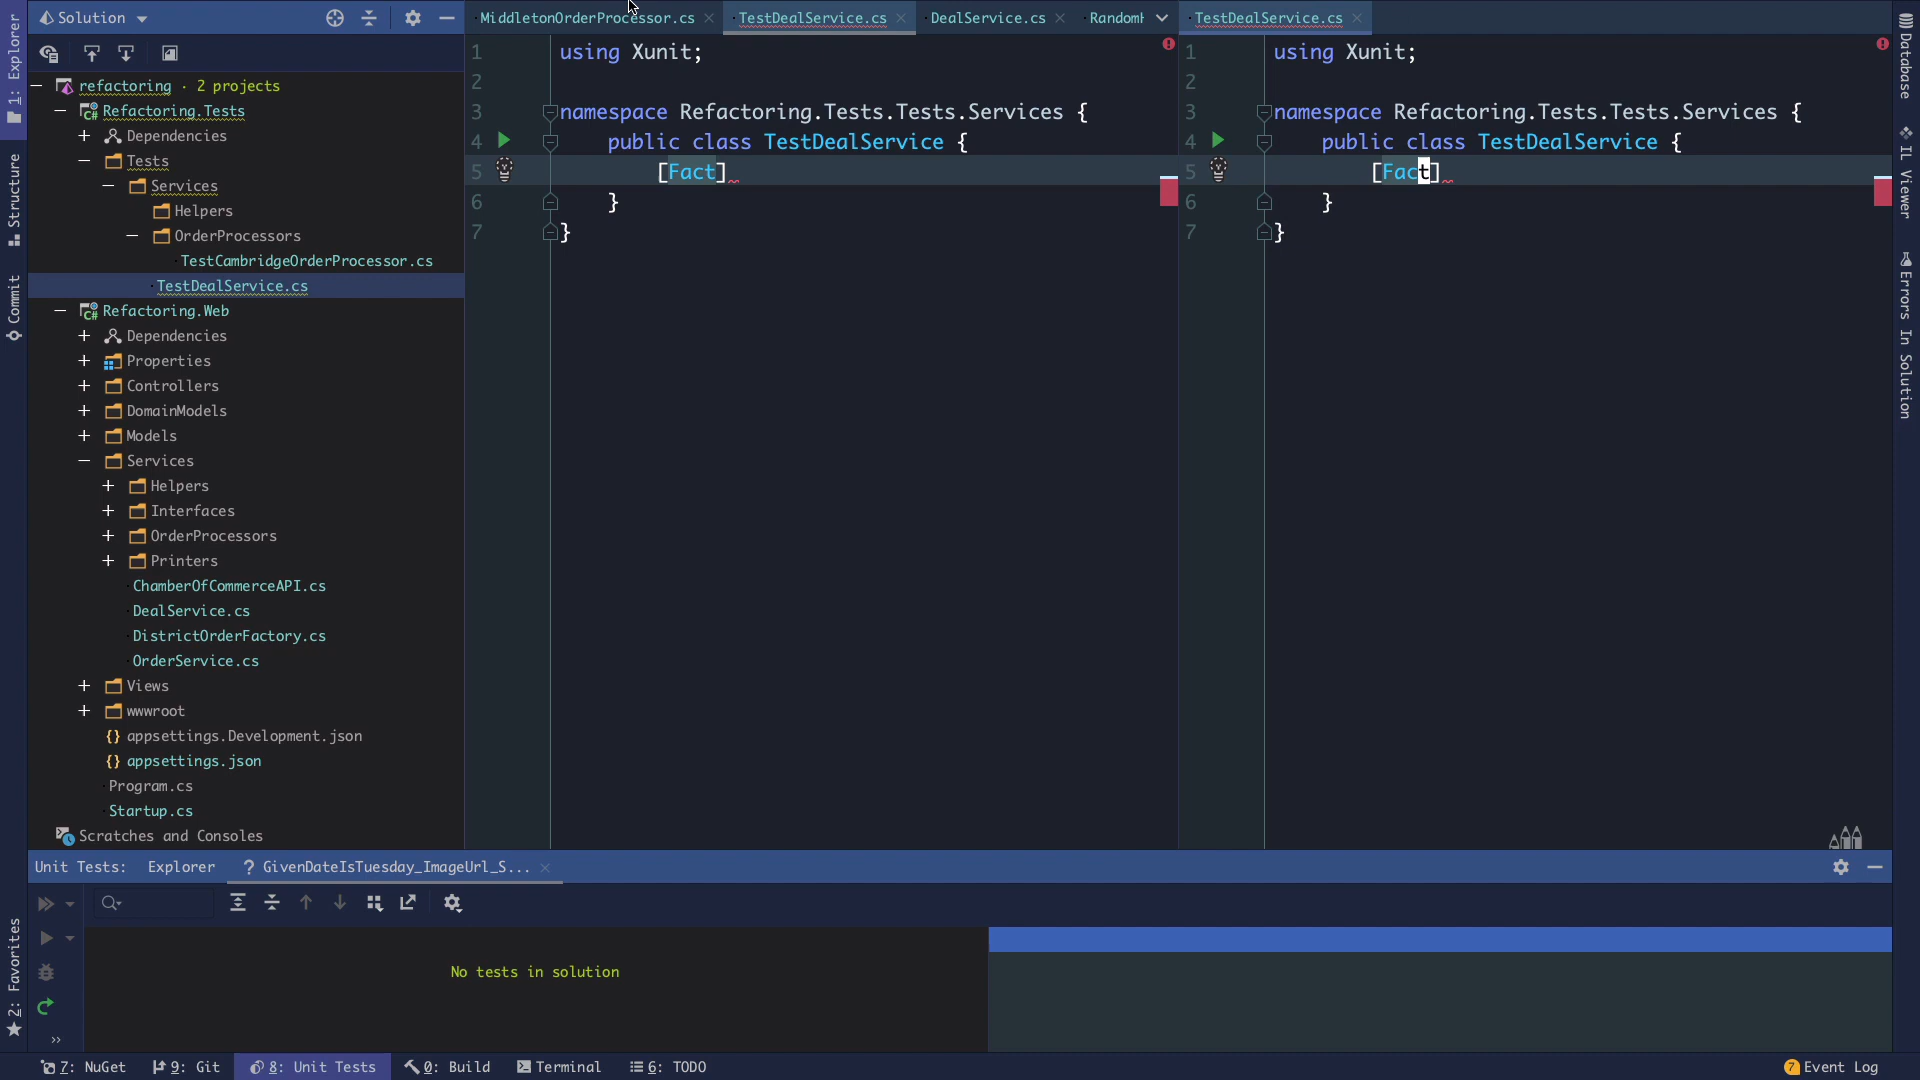 Solution
MiddletonOrderProcessor.cs
TestDealService.cs
DealService.cs
RandomH
TestDealService.cs
1: Explorer
Structure
Commit
2: Favorites
refactoring · 2 projects
Refactoring.Tests
Dependencies
Tests
Services
Helpers
OrderProcessors
TestCambridgeOrderProcessor.cs
TestDealService.cs
Refactoring.Web
Dependencies
Properties
Controllers
DomainModels
Models
Services
Helpers
Interfaces
OrderProcessors
Printers
ChamberOfCommerceAPI.cs
DealService.cs
DistrictOrderFactory.cs
OrderService.cs
Views
wwwroot
{} appsettings.Development.json
{} appsettings.json
Program.cs
Startup.cs
Scratches and Consoles
1 using Xunit;
2
3 namespace Refactoring.Tests.Tests.Services {
4 public class TestDealService {
5 [Fact]
6 }
7 }
1 using Xunit;
2
3 namespace Refactoring.Tests.Tests.Services {
4 public class TestDealService {
5 [Fact]
6 }
7 }
Database
IL Viewer
Errors In Solution
Unit Tests:
Explorer
? GivenDateIsTuesday_ImageUrl_S...
No tests in solution
7: NuGet
9: Git
8: Unit Tests
0: Build
Terminal
6: TODO
7 Event Log